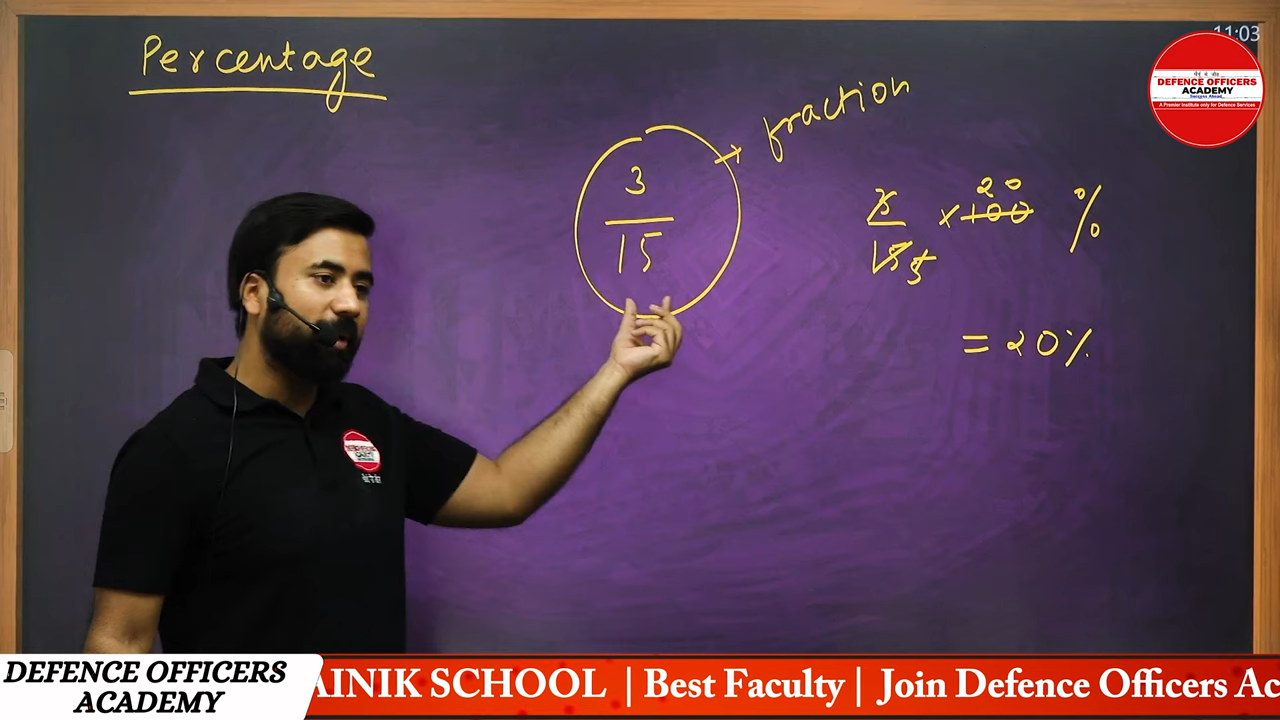 Percentage
11:03
DEFENCE OFFICERS
ACADEMY
A Premier Institute only for Defence Services
fraction
3
15
3 20
× 100 %
15 5
= 20%
DEFENCE OFFICERS
ACADEMY
AINIK SCHOOL | Best Faculty | Join Defence Officers Ac